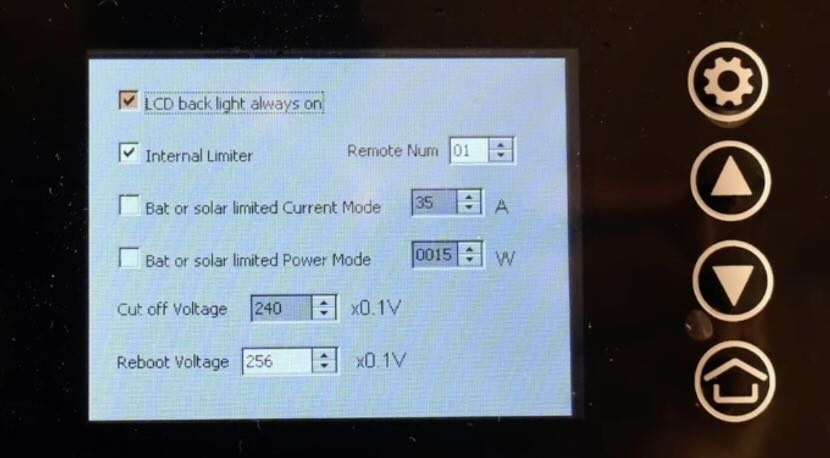 LCD back light always on
Internal Limiter Remote Num 01
Bat or solar limited Current Mode 35 A
Bat or solar limited Power Mode 0015 W
Cut off Voltage 240 x0.1V
Reboot Voltage 256 x0.1V